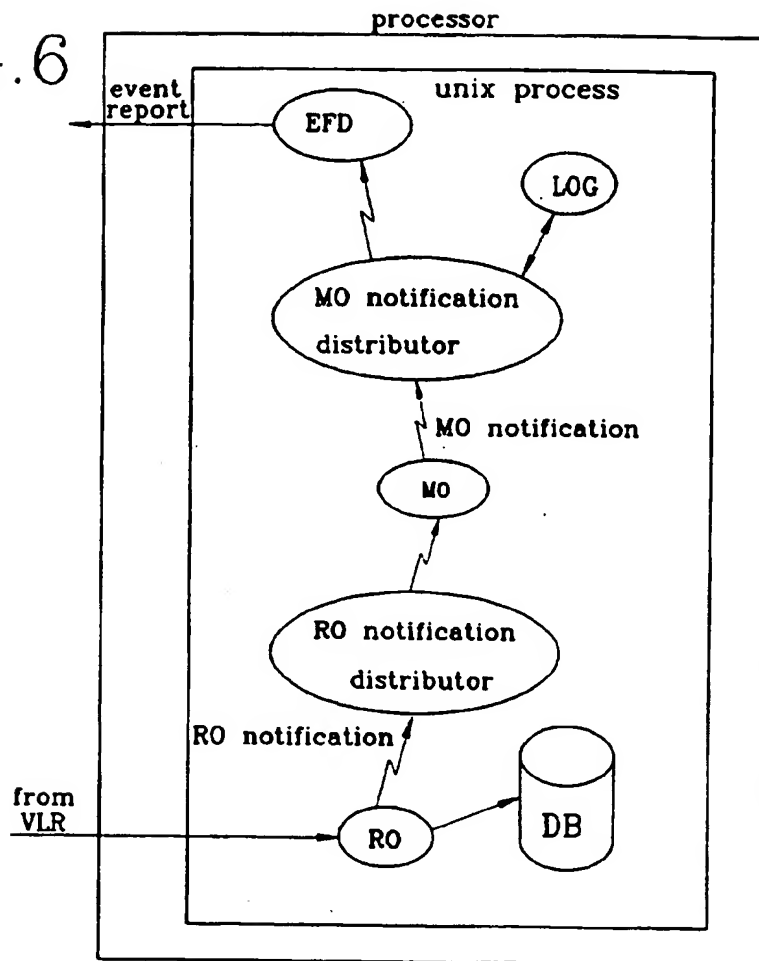 processor
.6
event
report
unix process
EFD
LOG
MO notification
distributor
MO notification
MO
RO notification
distributor
RO notification
from
VLR
RO
DB